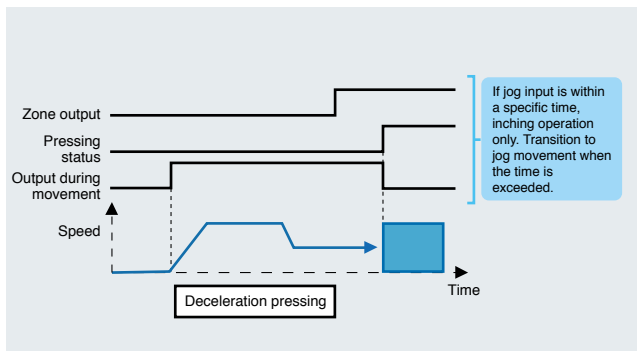 Zone output
Pressing
status
Output during
movement
Speed
If jog input is within
a specific time,
inching operation
only. Transition to
jog movement when
the time is
exceeded.
Time
Deceleration pressing